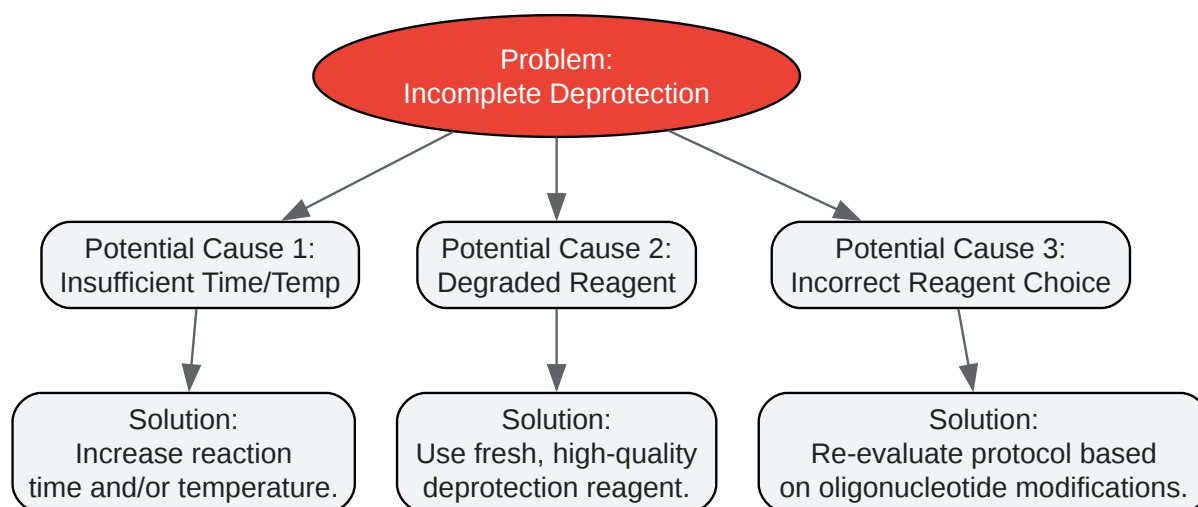 Problem:
Incomplete Deprotection
Potential Cause 1:
Insufficient Time/Temp
Potential Cause 2:
Degraded Reagent
Potential Cause 3:
Incorrect Reagent Choice
Solution:
Increase reaction
time and/or temperature.
Solution:
Use fresh, high-quality
deprotection reagent.
Solution:
Re-evaluate protocol based
on oligonucleotide modifications.